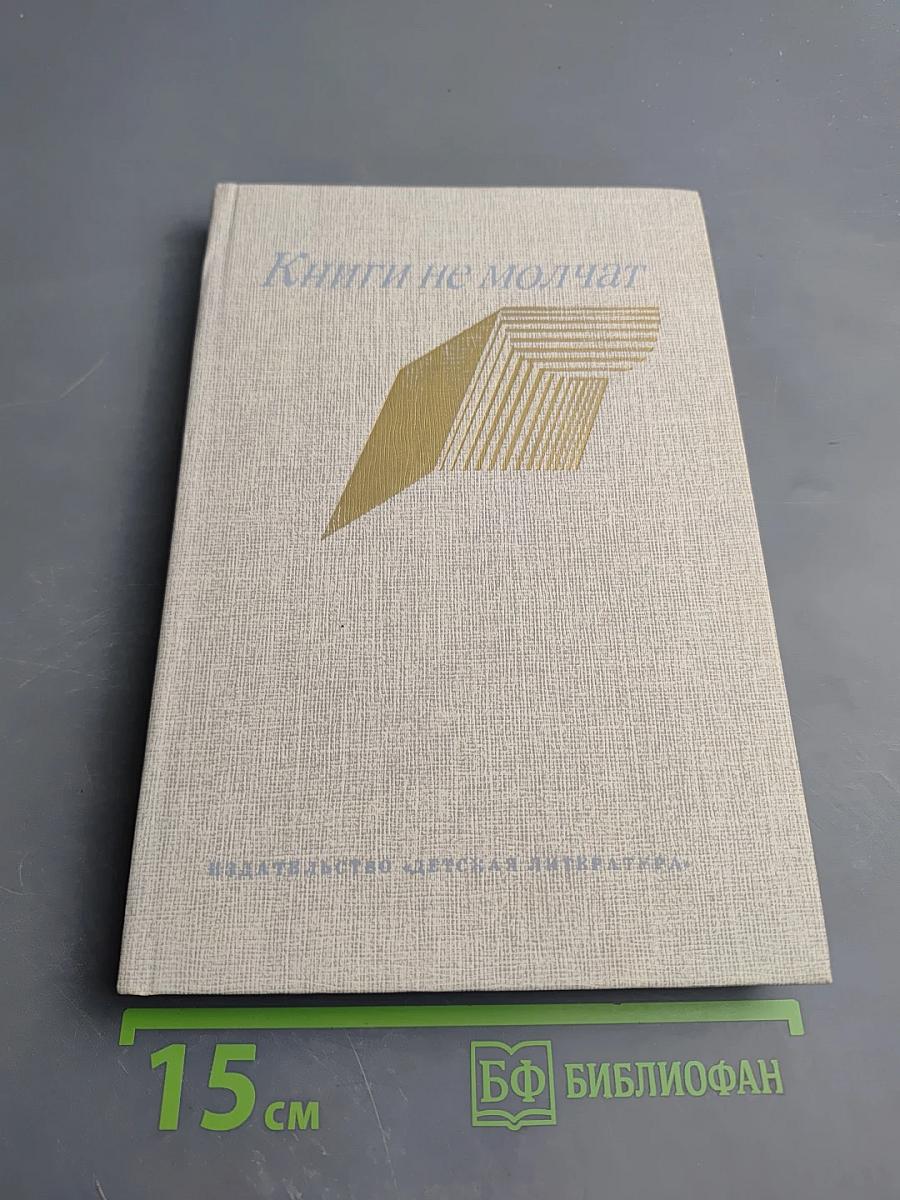 Книги не молчат
ИЗДАТЕЛЬСТВО «ДЕТСКАЯ ЛИТЕРАТУРА»
15 см
БФ БИБЛИОФАН